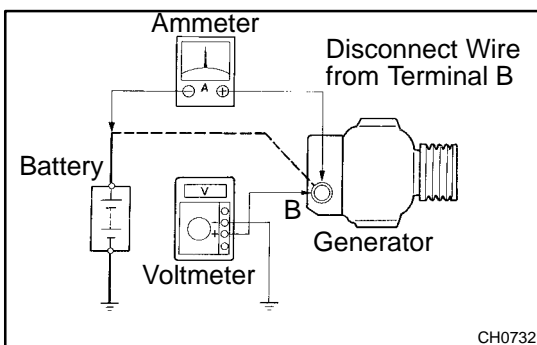 Ammeter
Disconnect Wire
from Terminal B
A
Battery
V
B
Generator
Voltmeter
CH0732